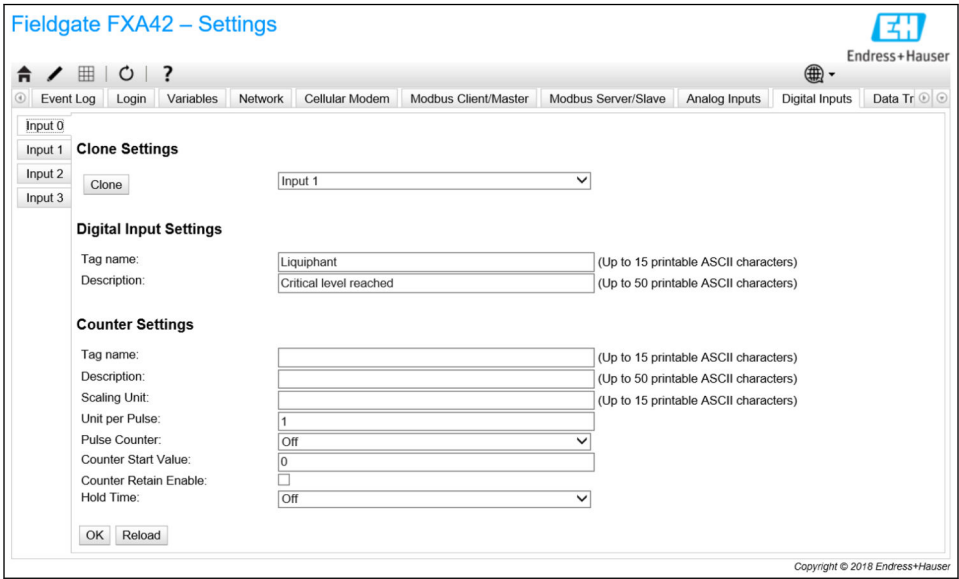 Fieldgate FXA42 – Settings
EH
Endress+Hauser
?
Event Log Login Variables Network Cellular Modem Modbus Client/Master Modbus Server/Slave Analog Inputs Digital Inputs Data Tr
Input 0
Input 1
Input 2
Input 3
Clone Settings
Clone Input 1
Digital Input Settings
Tag name: Liquiphant (Up to 15 printable ASCII characters)
Description: Critical level reached (Up to 50 printable ASCII characters)
Counter Settings
Tag name: (Up to 15 printable ASCII characters)
Description: (Up to 50 printable ASCII characters)
Scaling Unit: (Up to 15 printable ASCII characters)
Unit per Pulse: 1
Pulse Counter: Off
Counter Start Value: 0
Counter Retain Enable:
Hold Time: Off
OK Reload
Copyright © 2018 Endress+Hauser